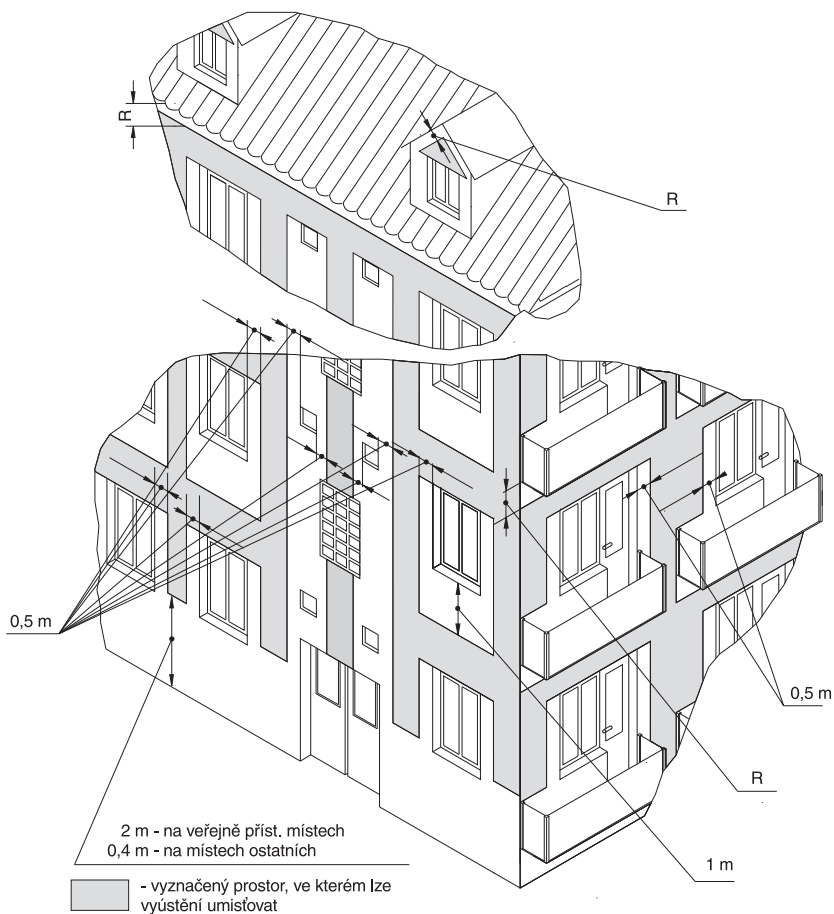 R
R
0,5 m
0,5 m
R
2 m - na veřejně příst. místech
0,4 m - na místech ostatních
1 m
- vyznačený prostor, ve kterém lze
vyústění umisťovat